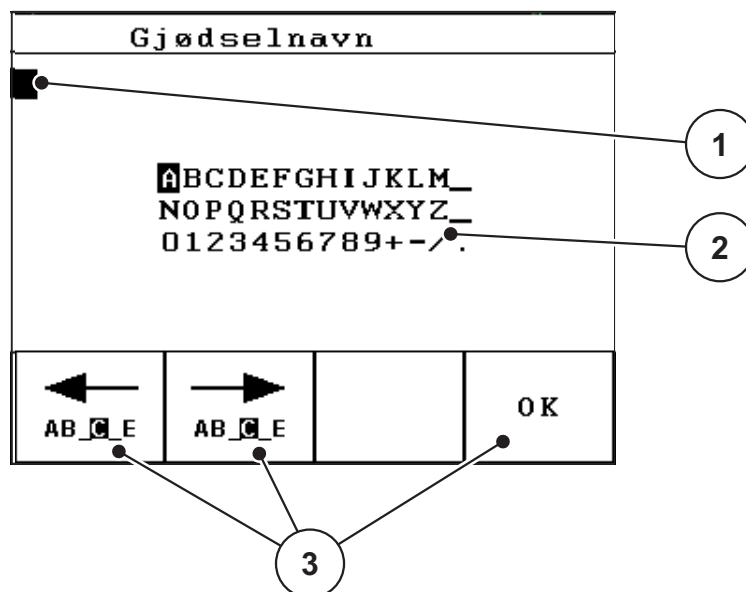 Gjødselnavn
1
ABCDEFGHIJKLM_
NOPQRSTUVWXYZ_
0123456789+-/ .
2
AB_C_E
AB_C_E
OK
3